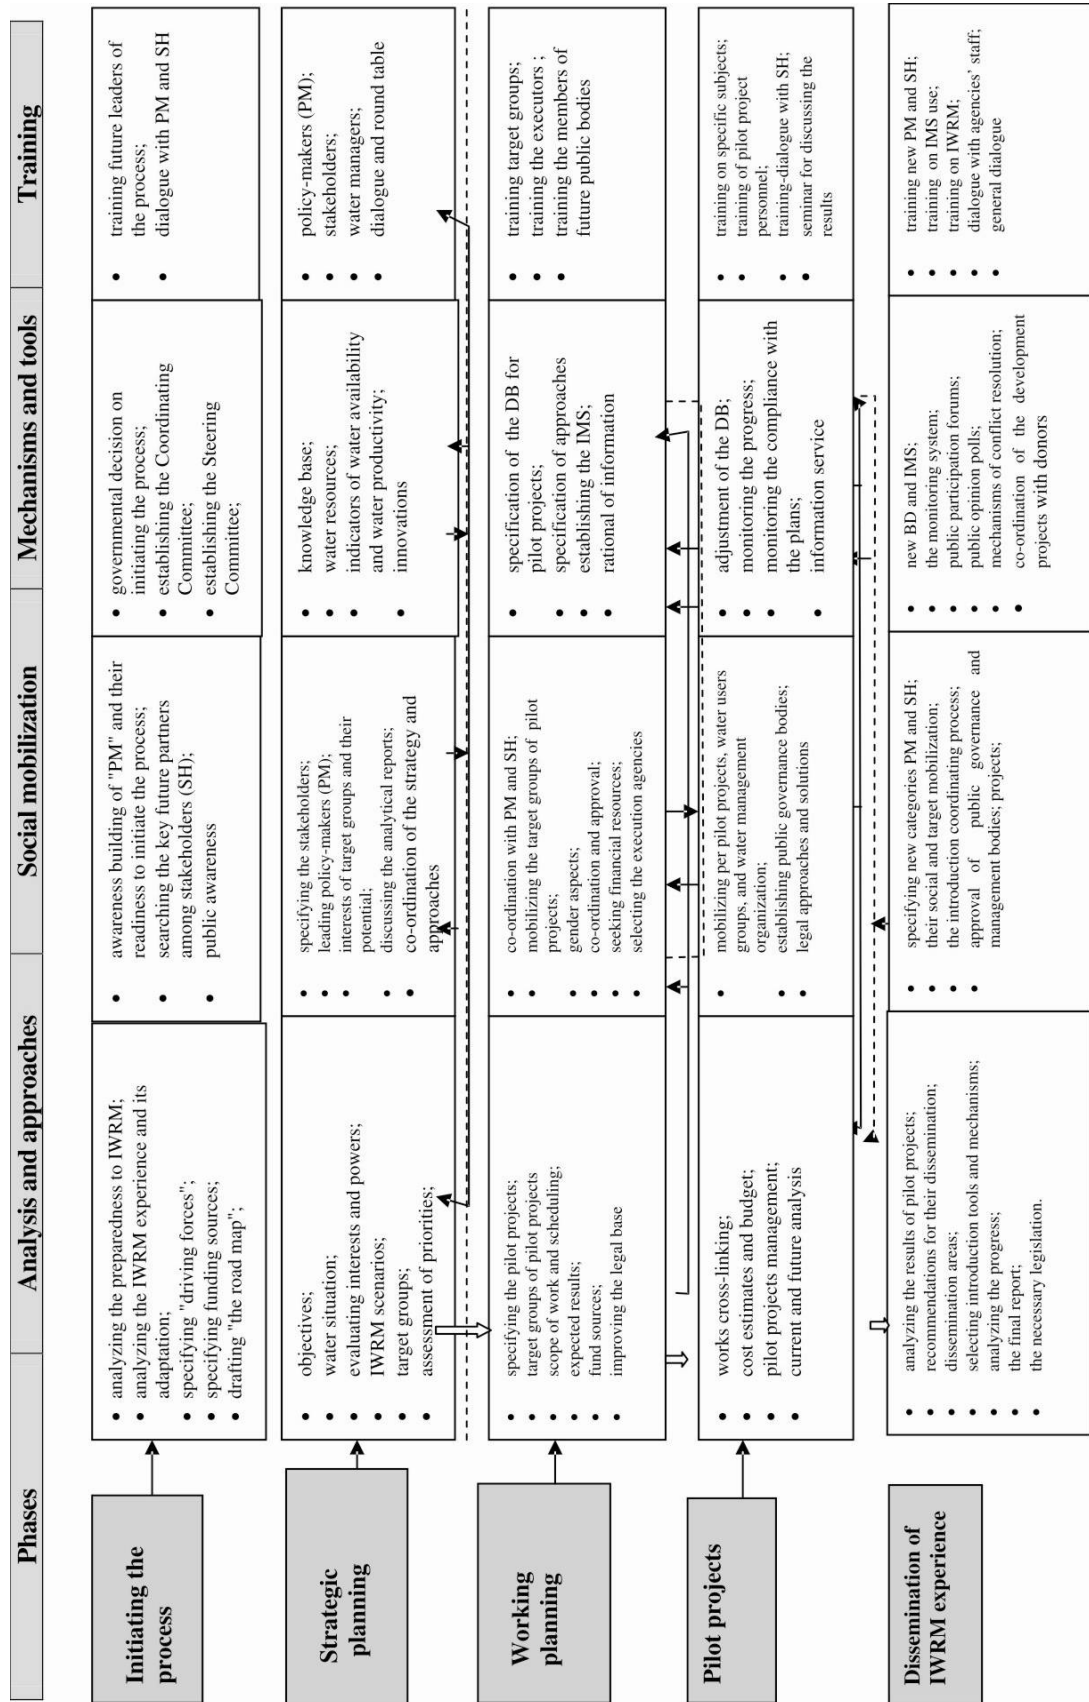 Phases
Analysis and approaches
Social mobilization
Mechanisms and tools
Training
Initiating the
process
• analyzing the preparedness to IWRM;
• analyzing the IWRM experience and its
adaptation;
• specifying "driving forces";
• specifying funding sources;
• drafting "the road map";
• awareness building of "PM" and their
readiness to initiate the process;
• searching the key future partners
among stakeholders (SH);
• public awareness
• governmental decision on
initiating the process;
• establishing the Coordinating
Committee;
• establishing the Steering
Committee;
• training future leaders of
the process;
• dialogue with PM and SH
Strategic
planning
• objectives;
• water situation;
• evaluating interests and powers;
• IWRM scenarios;
• target groups;
• assessment of priorities;
• specifying the stakeholders;
• leading policy-makers (PM);
• interests of target groups and their
potential;
• discussing the analytical reports;
• co-ordination of the strategy and
approaches
• knowledge base;
• water resources;
• indicators of water availability
and water productivity;
• innovations
• policy-makers (PM);
• stakeholders;
• water managers;
• dialogue and round table
Working
planning
• specifying the pilot projects;
• target groups of pilot projects
• scope of work and scheduling;
• expected results;
• fund sources;
• improving the legal base
• co-ordination with PM and SH;
• mobilizing the target groups of pilot
projects;
• gender aspects;
• co-ordination and approval;
• seeking financial resources;
• selecting the execution agencies
• specification of the DB for
pilot projects;
• specification of approaches
• establishing the IMS;
• rational of information
• training target groups;
• training the executors ;
• training the members of
future public bodies
Pilot projects
• works cross-linking;
• cost estimates and budget;
• pilot projects management;
• current and future analysis
• mobilizing per pilot projects, water users
groups, and water management
organization;
• establishing public governance bodies;
• legal approaches and solutions
• adjustment of the DB;
• monitoring the progress;
• monitoring the compliance with
the plans;
• information service
• training on specific subjects;
• training of pilot project
personnel;
• training-dialogue with SH;
• seminar for discussing the
results
Dissemination of
IWRM experience
• analyzing the results of pilot projects;
• recommendations for their dissemination;
• dissemination areas;
• selecting introduction tools and mechanisms;
• analyzing the progress;
• the final report;
• the necessary legislation.
• specifying new categories PM and SH;
• their social and target mobilization;
• the introduction coordinating process;
• approval of public governance and
management bodies; projects;
• new BD and IMS;
• the monitoring system;
• public participation forums;
• public opinion polls;
• mechanisms of conflict resolution;
• co-ordination of the development
projects with donors
• training new PM and SH;
• training on IMS use;
• training on IWRM;
• dialogue with agencies' staff;
• general dialogue